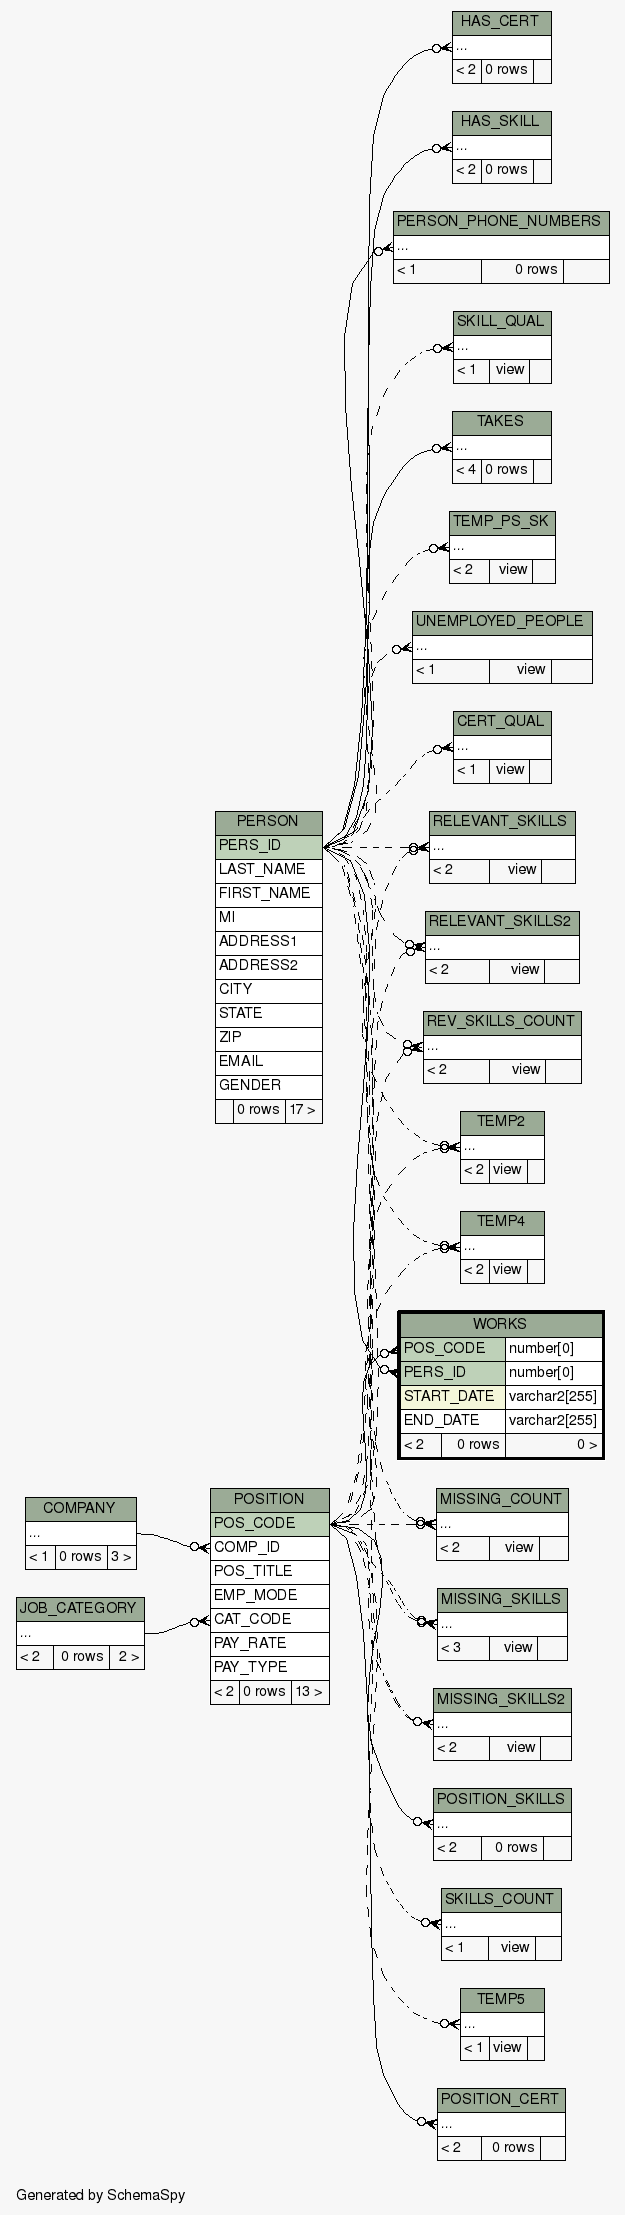 HAS_CERT
...
< 2 0 rows
HAS_SKILL
...
< 2 0 rows
PERSON_PHONE_NUMBERS
...
< 1 0 rows
SKILL_QUAL
...
< 1 view
TAKES
...
< 4 0 rows
TEMP_PS_SK
...
< 2 view
UNEMPLOYED_PEOPLE
...
< 1 view
CERT_QUAL
...
< 1 view
PERSON
PERS_ID
LAST_NAME
FIRST_NAME
MI
ADDRESS1
ADDRESS2
CITY
STATE
ZIP
EMAIL
GENDER
0 rows 17 >
RELEVANT_SKILLS
...
< 2 view
RELEVANT_SKILLS2
...
< 2 view
REV_SKILLS_COUNT
...
< 2 view
TEMP2
...
< 2 view
TEMP4
...
< 2 view
WORKS
POS_CODE number[0]
PERS_ID number[0]
START_DATE varchar2[255]
END_DATE varchar2[255]
< 2 0 rows 0 >
COMPANY
...
< 1 0 rows 3 >
JOB_CATEGORY
...
< 2 0 rows 2 >
POSITION
POS_CODE
COMP_ID
POS_TITLE
EMP_MODE
CAT_CODE
PAY_RATE
PAY_TYPE
< 2 0 rows 13 >
MISSING_COUNT
...
< 2 view
MISSING_SKILLS
...
< 3 view
MISSING_SKILLS2
...
< 2 view
POSITION_SKILLS
...
< 2 0 rows
SKILLS_COUNT
...
< 1 view
TEMP5
...
< 1 view
POSITION_CERT
...
< 2 0 rows
Generated by SchemaSpy